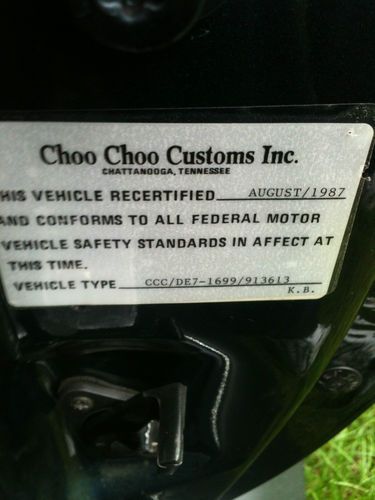 Choo Choo Customs Inc.
CHATTANOOGA, TENNESSEE
HIS VEHICLE RECERTIFIED AUGUST/1987
AND CONFORMS TO ALL FEDERAL MOTOR
VEHICLE SAFETY STANDARDS IN AFFECT AT
THIS TIME.
VEHICLE TYPE CCC/DE7-1699/913613
K.B.